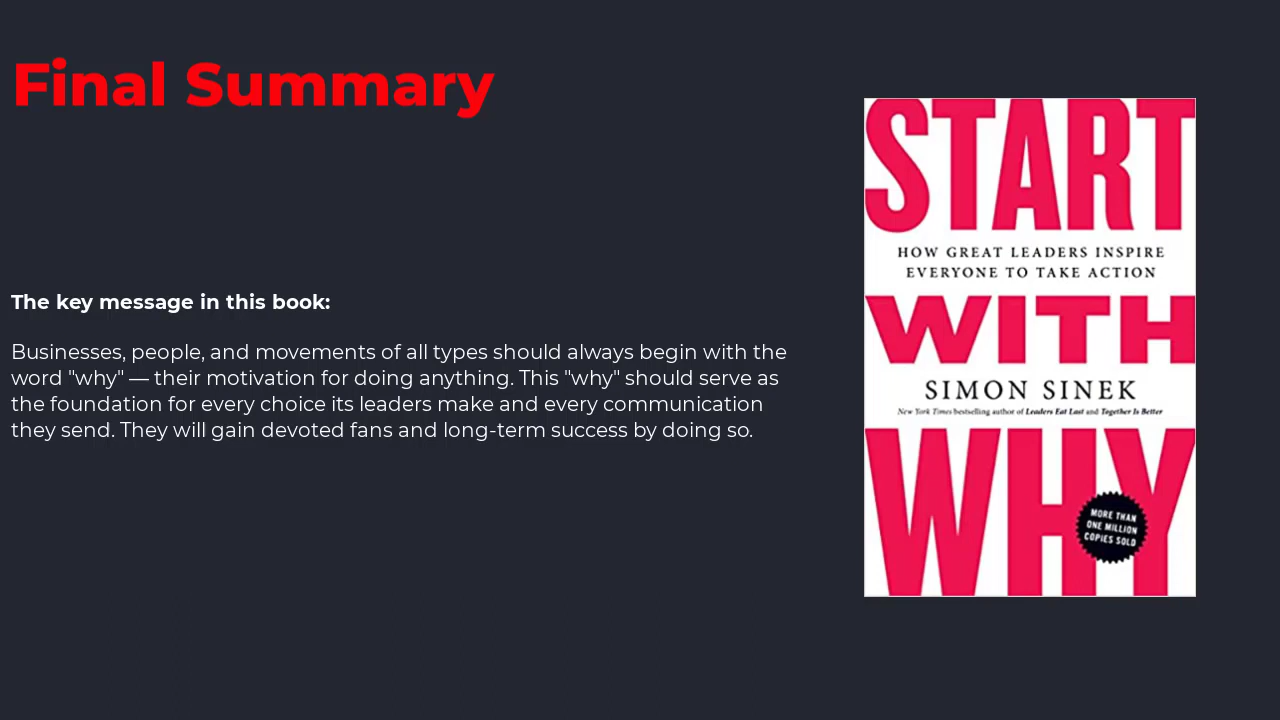 Final Summary
The key message in this book:
Businesses, people, and movements of all types should always begin with the
word "why" — their motivation for doing anything. This "why" should serve as
the foundation for every choice its leaders make and every communication
they send. They will gain devoted fans and long-term success by doing so.
START
HOW GREAT LEADERS INSPIRE
EVERYONE TO TAKE ACTION
WITH
SIMON SINEK
New York Times bestselling author of Leaders Eat Last and Together Is Better
WHY
MORE THAN
ONE MILLION
COPIES SOLD